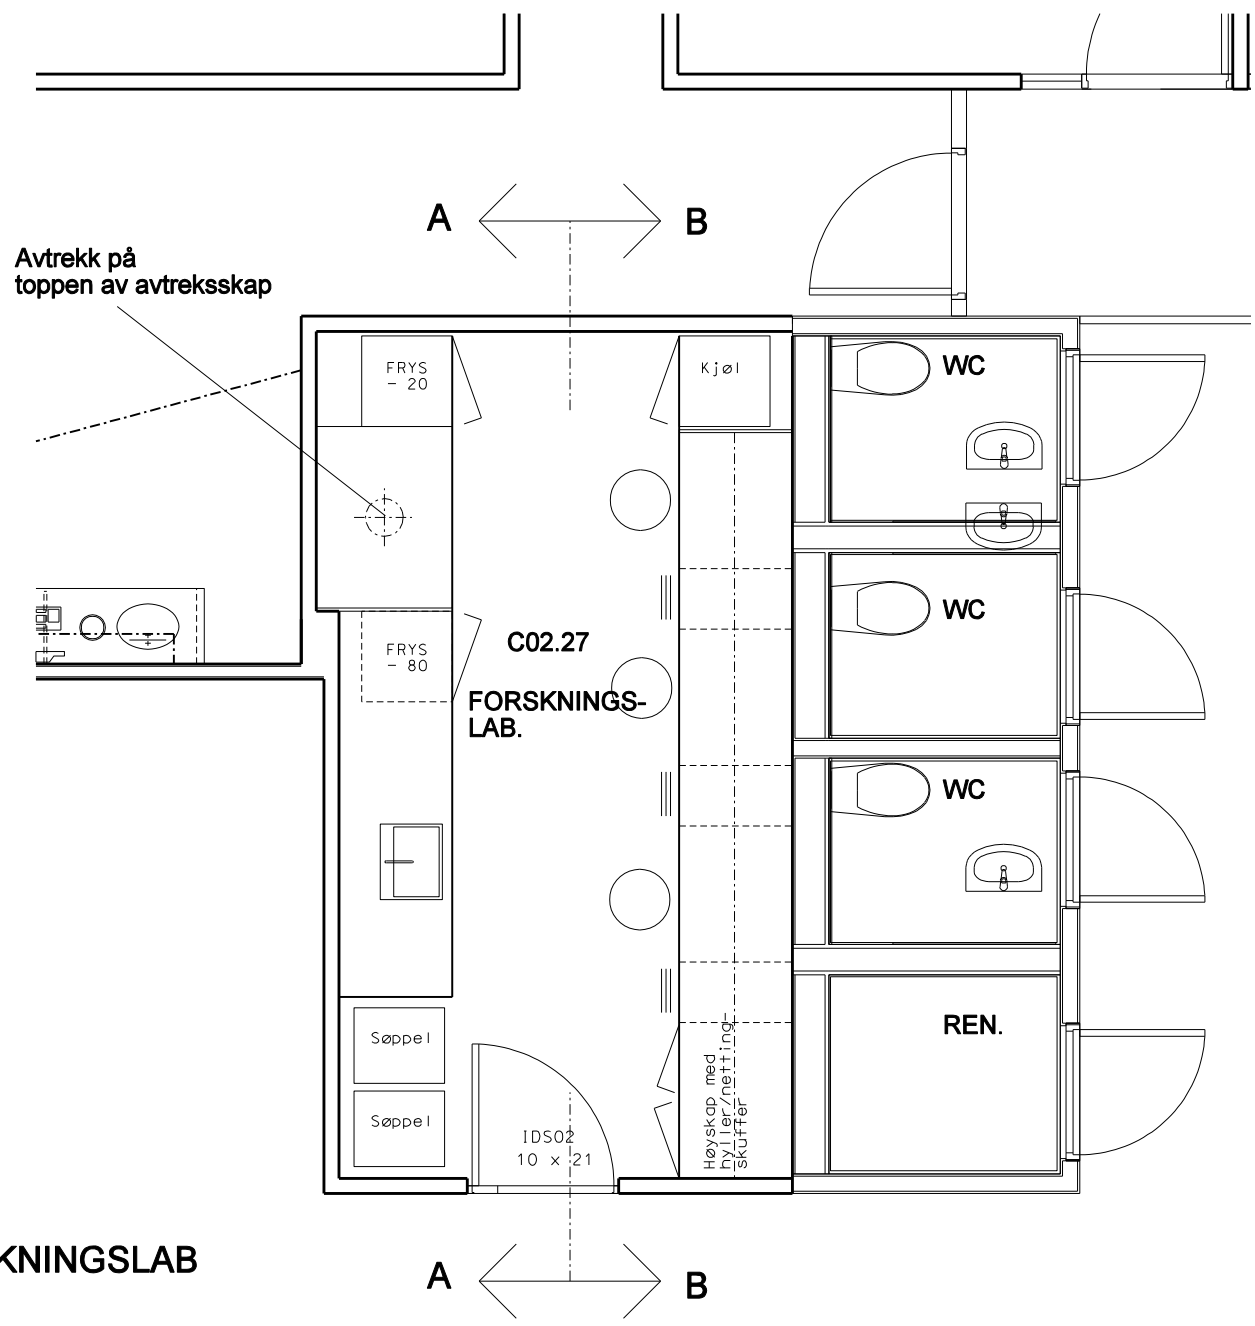 A
B
Avtrekk på
toppen av avtreksskap
FRYS
- 20
Kjøl
WC
FRYS
- 80
C02.27
FORSKNINGS-
LAB.
WC
WC
REN.
Søppel
Søppel
IDS02
10 x 21
Høyskap med
hyller/netting-
skuffer
KNINGSLAB
A
B